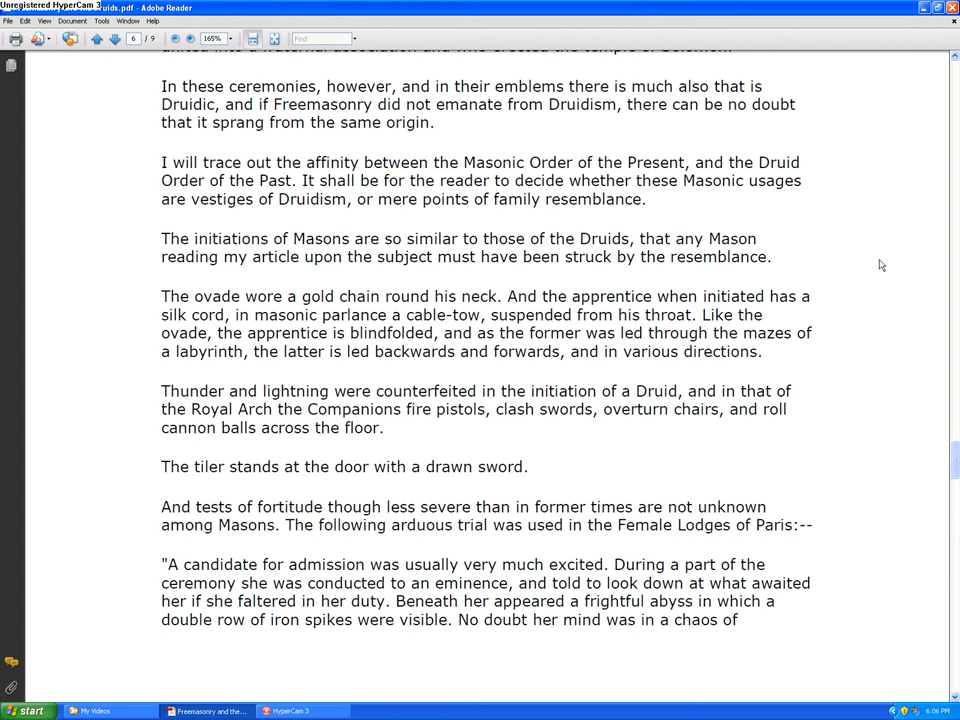 Unregistered HyperCam 3
uids.pdf - Adobe Reader
File Edit View Document Tools Window Help
6 / 9 165% Find
In these ceremonies, however, and in their emblems there is much also that is
Druidic, and if Freemasonry did not emanate from Druidism, there can be no doubt
that it sprang from the same origin.
I will trace out the affinity between the Masonic Order of the Present, and the Druid
Order of the Past. It shall be for the reader to decide whether these Masonic usages
are vestiges of Druidism, or mere points of family resemblance.
The initiations of Masons are so similar to those of the Druids, that any Mason
reading my article upon the subject must have been struck by the resemblance.
The ovade wore a gold chain round his neck. And the apprentice when initiated has a
silk cord, in masonic parlance a cable-tow, suspended from his throat. Like the
ovade, the apprentice is blindfolded, and as the former was led through the mazes of
a labyrinth, the latter is led backwards and forwards, and in various directions.
Thunder and lightning were counterfeited in the initiation of a Druid, and in that of
the Royal Arch the Companions fire pistols, clash swords, overturn chairs, and roll
cannon balls across the floor.
The tiler stands at the door with a drawn sword.
And tests of fortitude though less severe than in former times are not unknown
among Masons. The following arduous trial was used in the Female Lodges of Paris:--
"A candidate for admission was usually very much excited. During a part of the
ceremony she was conducted to an eminence, and told to look down at what awaited
her if she faltered in her duty. Beneath her appeared a frightful abyss in which a
double row of iron spikes were visible. No doubt her mind was in a chaos of
start My Videos Freemasonry and the... HyperCam 3 6:06 PM